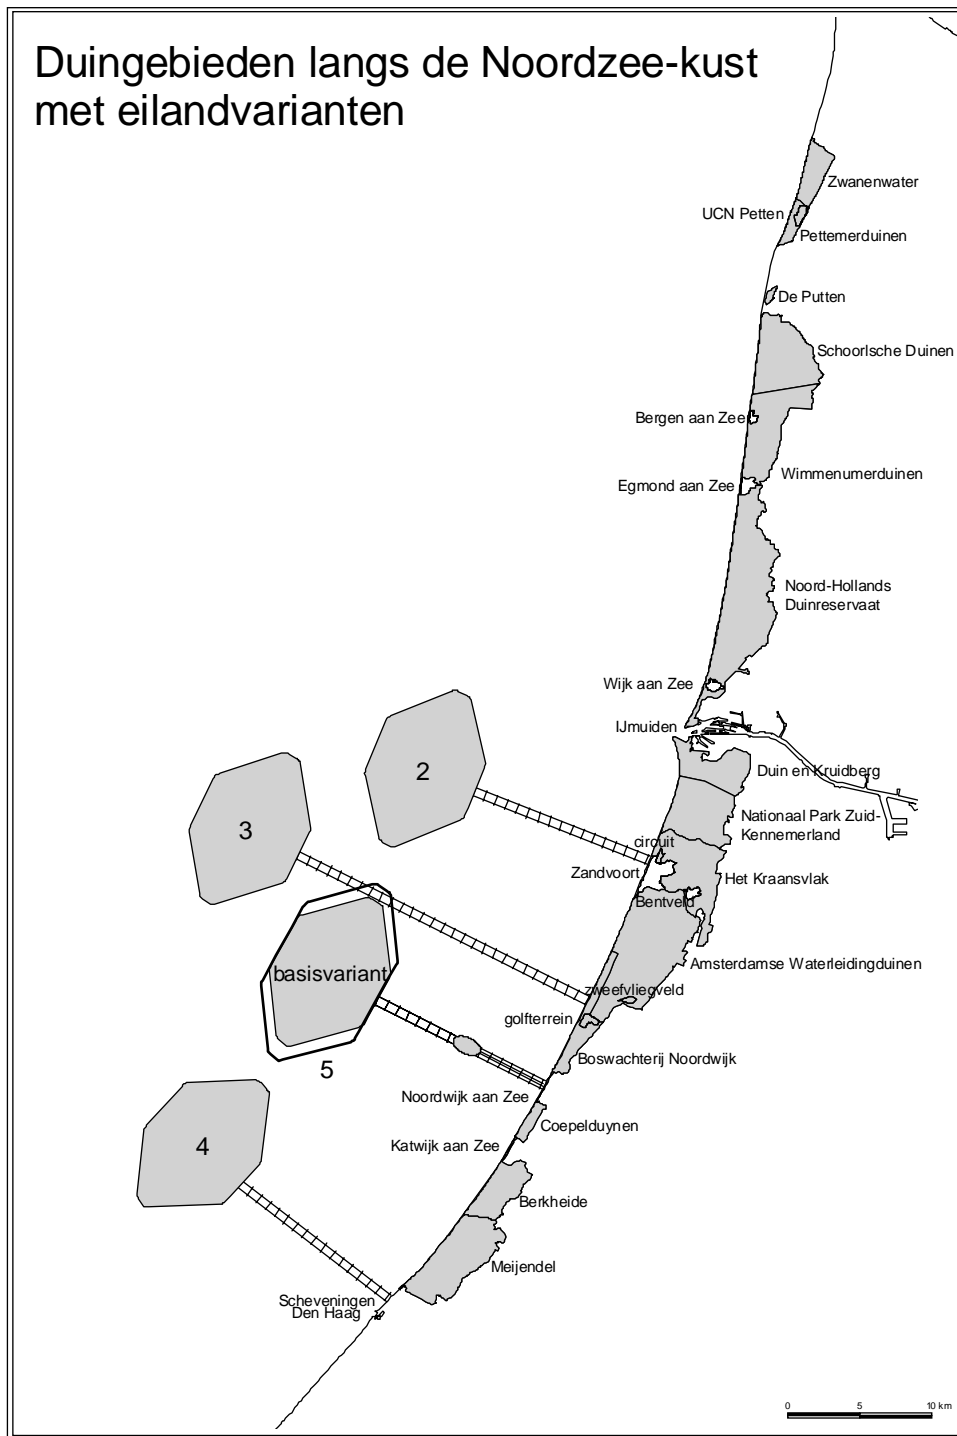 Duingebieden langs de Noordzee-kust
met eilandvarianten
Zwanenwater
UCN Petten
Pettemerduinen
De Putten
Schoorlsche Duinen
Bergen aan Zee
Wimmenumerduinen
Egmond aan Zee
Noord-Hollands
Duinreservaat
Wijk aan Zee
IJmuiden
Duin en Kruidberg
2
Nationaal Park Zuid-
Kennemerland
3
circuit
Zandvoort
Het Kraansvlak
Bentveld
Amsterdamse Waterleidingduinen
basisvariant
zweefvliegveld
golfterrein
Boswachterij Noordwijk
5
Noordwijk aan Zee
Coepelduynen
4
Katwijk aan Zee
Berkheide
Meijendel
Scheveningen
Den Haag
0 5 10 km